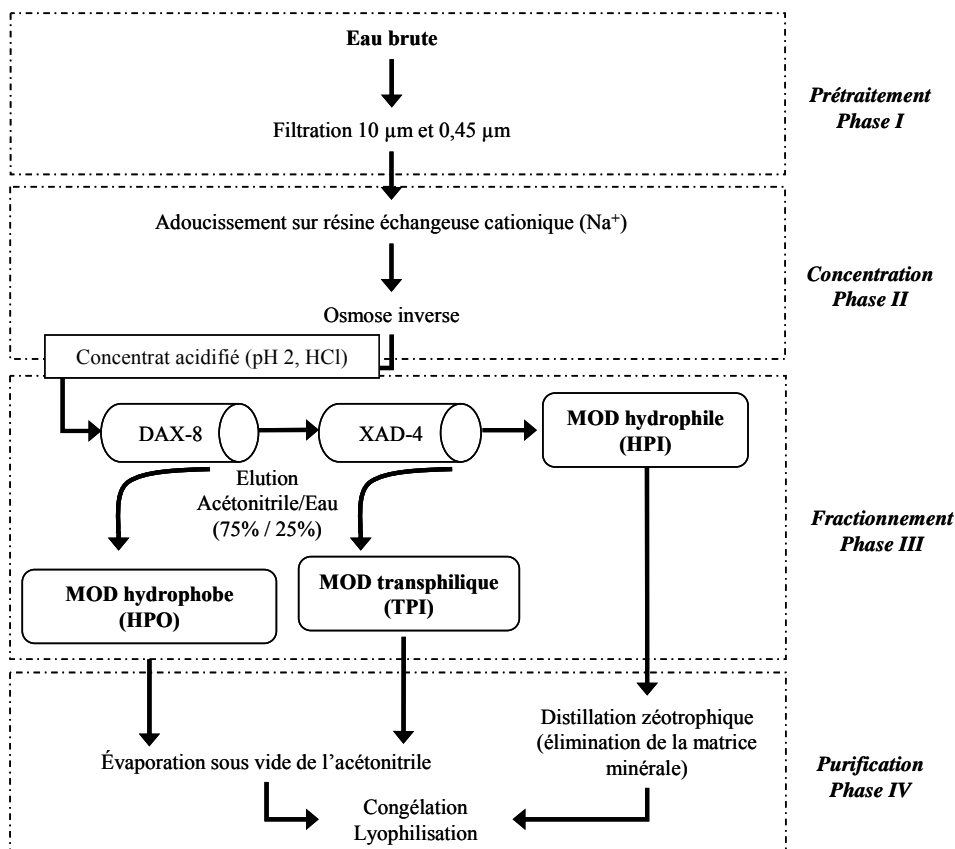 Eau brute
Filtration 10 µm et 0,45 µm
Prétraitement
Phase I
Adoucissement sur résine échangeuse cationique (Na⁺)
Osmose inverse
Concentration
Phase II
Concentrat acidifié (pH 2, HCl)
DAX-8
XAD-4
MOD hydrophile
(HPI)
Elution
Acétonitrile/Eau
(75% / 25%)
MOD hydrophobe
(HPO)
MOD transphilique
(TPI)
Fractionnement
Phase III
Évaporation sous vide de l’acétonitrile
Distillation zéotrophique
(élimination de la matrice
minérale)
Congélation
Lyophilisation
Purification
Phase IV